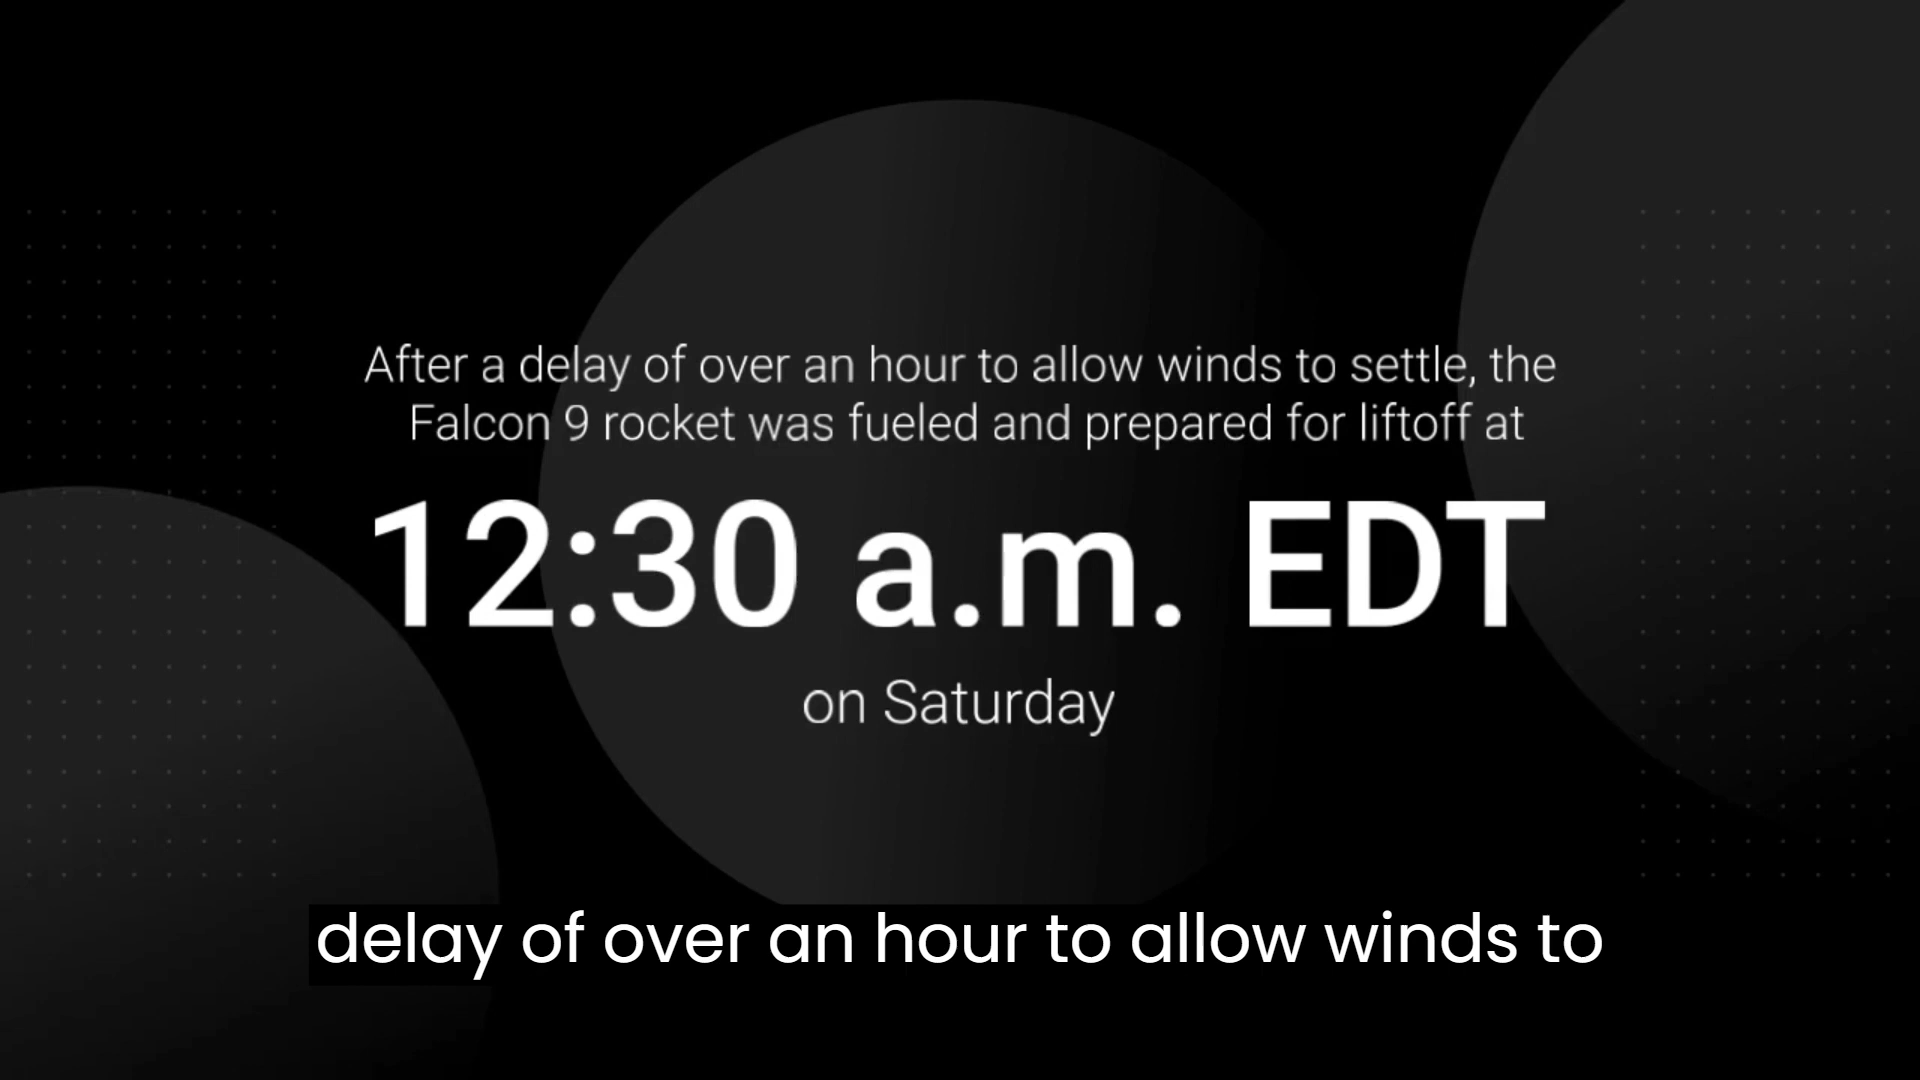 After a delay of over an hour to allow winds to settle, the
Falcon 9 rocket was fueled and prepared for liftoff at
12:30 a.m. EDT
on Saturday
delay of over an hour to allow winds to